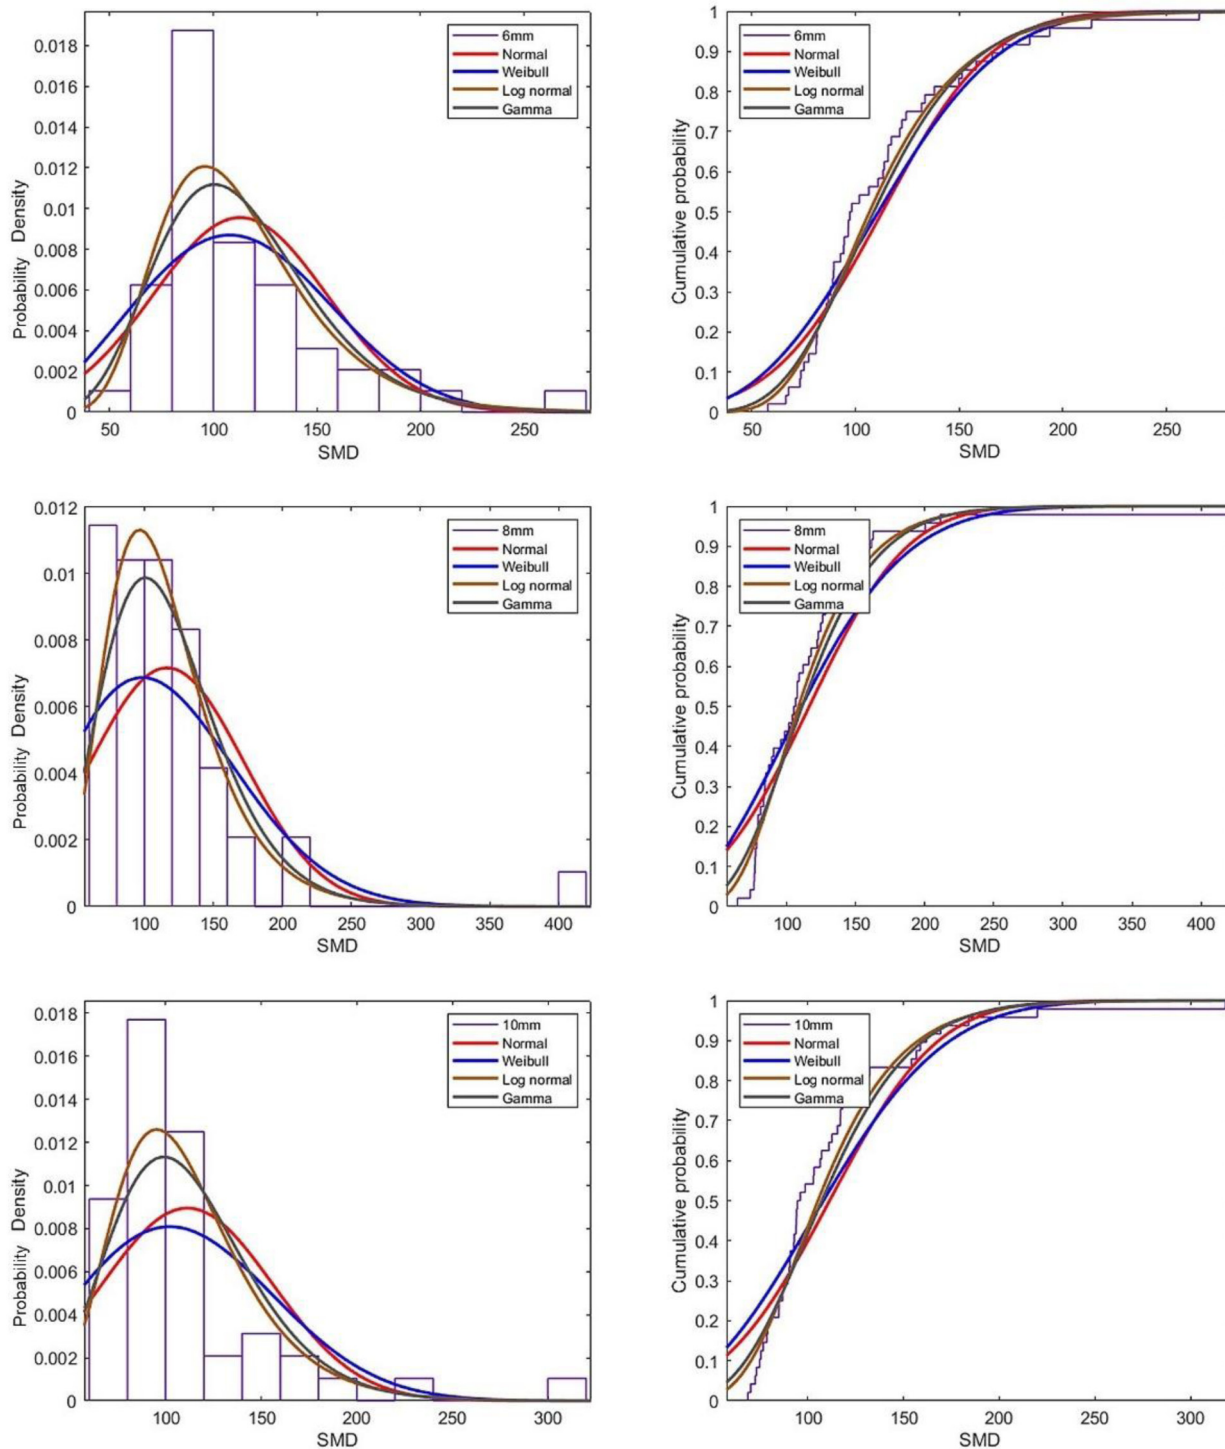 0.018
0.016
0.014
0.012
0.01
0.008
0.006
0.004
0.002
0
Probability Density
50 100 150 200 250
SMD
6mm
Normal
Weibull
Log normal
Gamma
1
0.9
0.8
0.7
0.6
0.5
0.4
0.3
0.2
0.1
0
Cumulative probability
50 100 150 200 250
SMD
6mm
Normal
Weibull
Log normal
Gamma
0.012
0.01
0.008
0.006
0.004
0.002
0
Probability Density
100 150 200 250 300 350 400
SMD
8mm
Normal
Weibull
Log normal
Gamma
1
0.9
0.8
0.7
0.6
0.5
0.4
0.3
0.2
0.1
0
Cumulative probability
100 150 200 250 300 350 400
SMD
8mm
Normal
Weibull
Log normal
Gamma
0.018
0.016
0.014
0.012
0.01
0.008
0.006
0.004
0.002
0
Probability Density
100 150 200 250 300
SMD
10mm
Normal
Weibull
Log normal
Gamma
1
0.9
0.8
0.7
0.6
0.5
0.4
0.3
0.2
0.1
0
Cumulative probability
100 150 200 250 300
SMD
10mm
Normal
Weibull
Log normal
Gamma